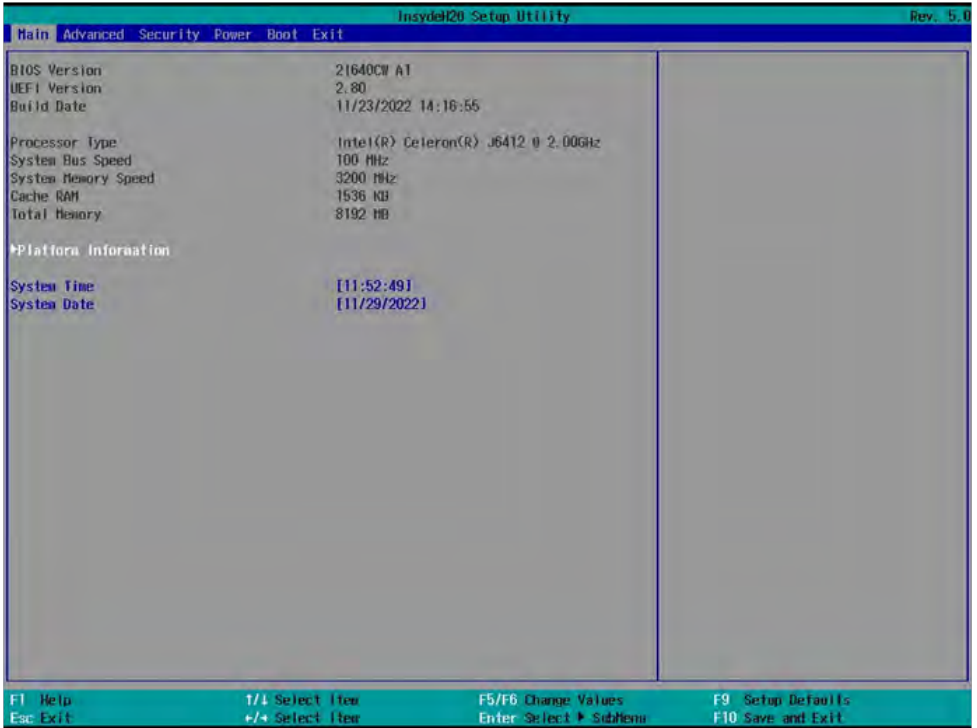 InsydeH20 Setup Utility Rev. 5.0
Main Advanced Security Power Boot Exit
BIOS Version 21640CW A1
UEFI Version 2.80
Build Date 11/23/2022 14:16:55
Processor Type Intel(R) Celeron(R) J6412 @ 2.00GHz
System Bus Speed 100 MHz
System Memory Speed 3200 MHz
Cache RAM 1536 KB
Total Memory 8192 MB
▶Platform Information
System Time [11:52:49]
System Date [11/29/2022]
F1 Help ↑/↓ Select Item F5/F6 Change Values F9 Setup Defaults
Esc Exit ←/→ Select Item Enter Select ▶ SubMenu F10 Save and Exit